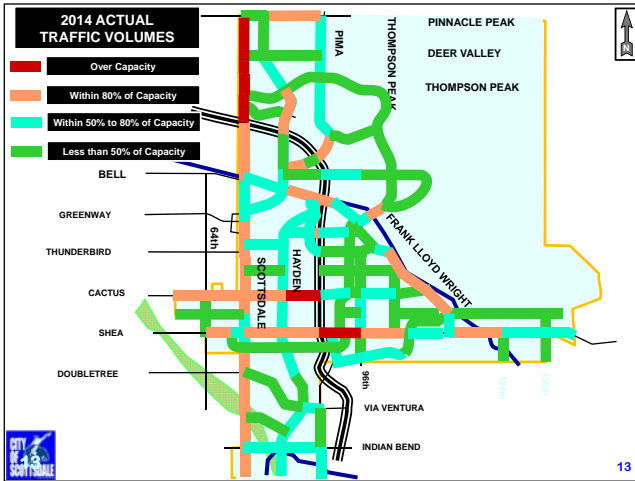 2014 ACTUAL
TRAFFIC VOLUMES
Over Capacity
Within 80% of Capacity
Within 50% to 80% of Capacity
Less than 50% of Capacity
PIMA
THOMPSON PEAK
PINNACLE PEAK
DEER VALLEY
THOMPSON PEAK
N
BELL
GREENWAY
THUNDERBIRD
CACTUS
SHEA
DOUBLETREE
64th
SCOTTSDALE
HAYDEN
FRANK LLOYD WRIGHT
96th
124th
VIA VENTURA
INDIAN BEND
CITY
OF
SCOTTSDALE
13
13